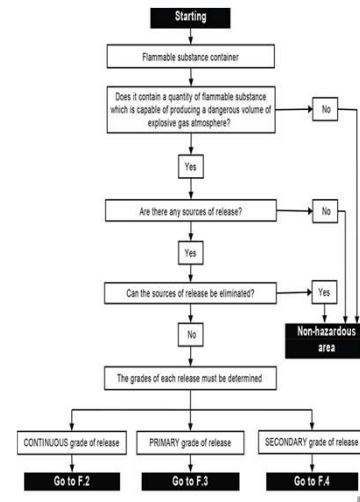 Starting
Flammable substance container
Does it contain a quantity of flammable substance
which is capable of producing a dangerous volume of
explosive gas atmosphere?
No
Yes
Are there any sources of release?
No
Yes
Can the sources of release be eliminated?
Yes
No
Non-hazardous
area
The grades of each release must be determined
CONTINUOUS grade of release
PRIMARY grade of release
SECONDARY grade of release
Go to F.2
Go to F.3
Go to F.4